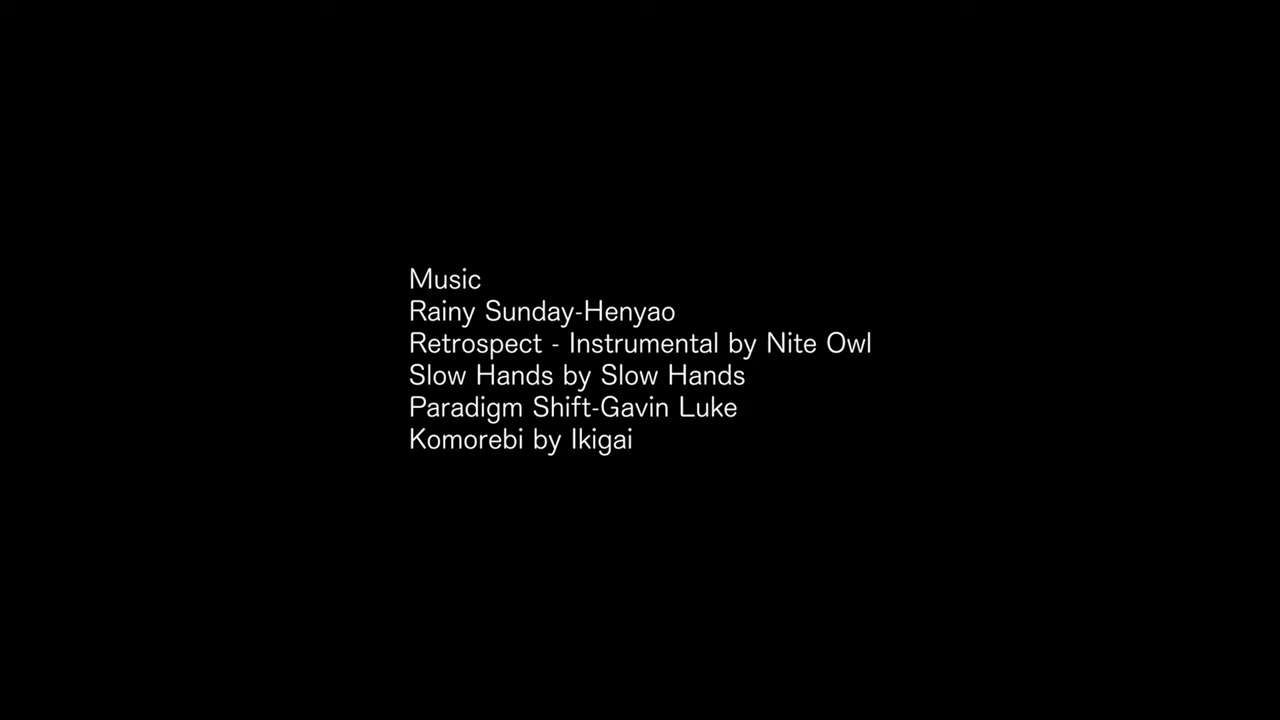 Music
Rainy Sunday-Henyao
Retrospect - Instrumental by Nite Owl
Slow Hands by Slow Hands
Paradigm Shift-Gavin Luke
Komorebi by Ikigai